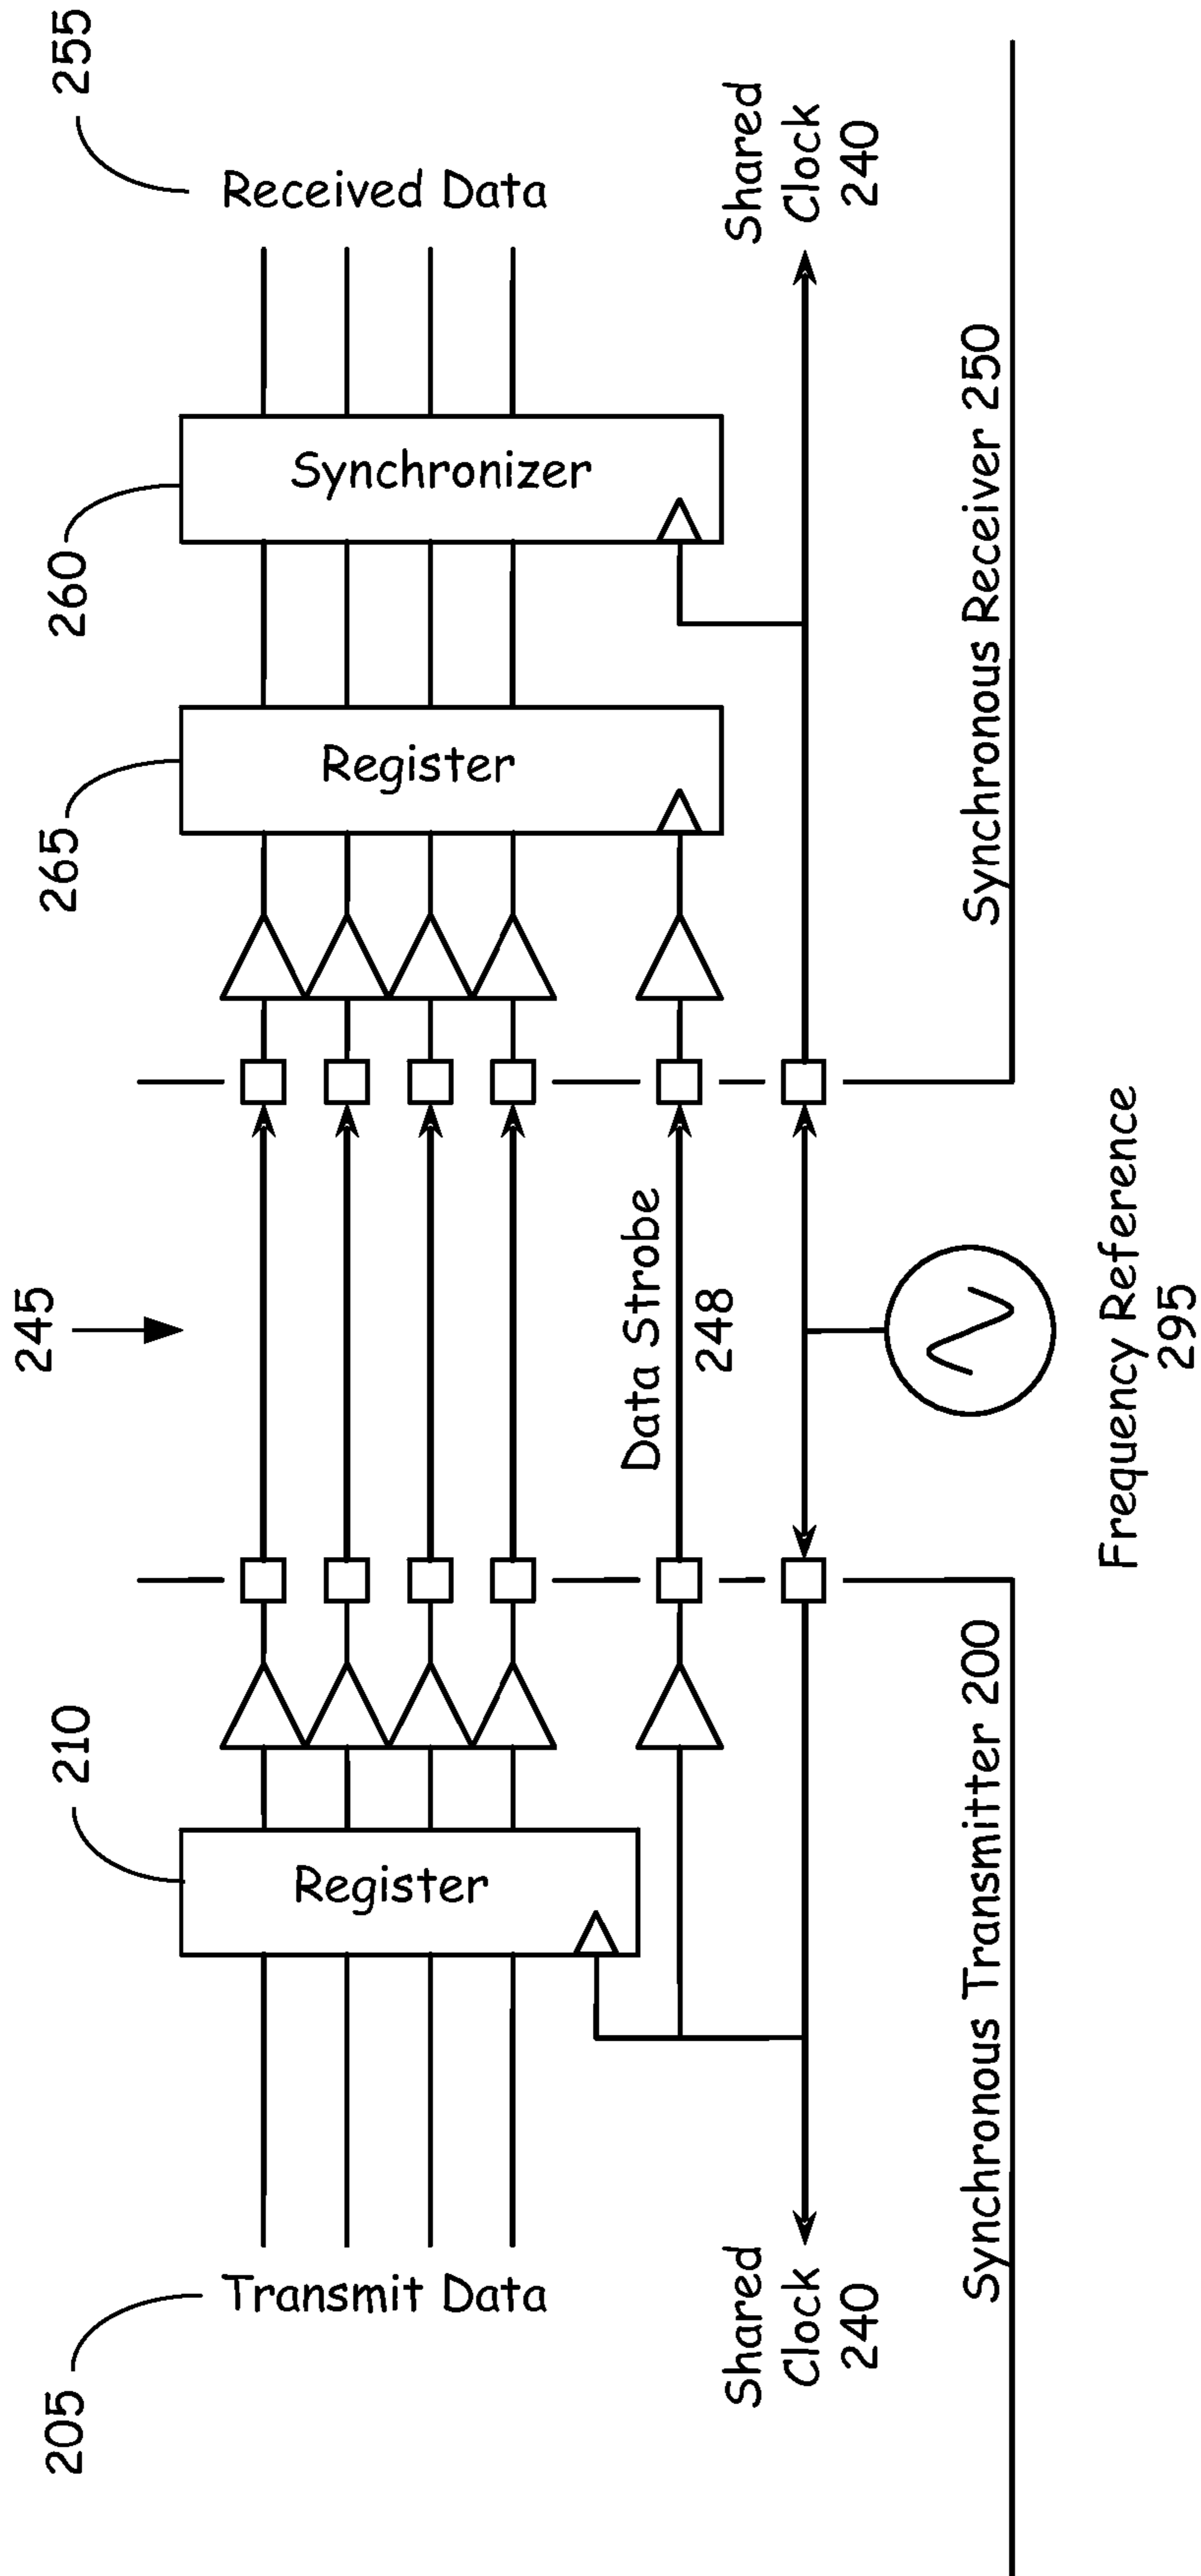 205
210
245
265
260
255
Transmit Data
Register
Register
Synchronizer
Received Data
Data Strobe
248
Shared
Clock
240
Shared
Clock
240
Synchronous Transmitter 200
Synchronous Receiver 250
Frequency Reference
295